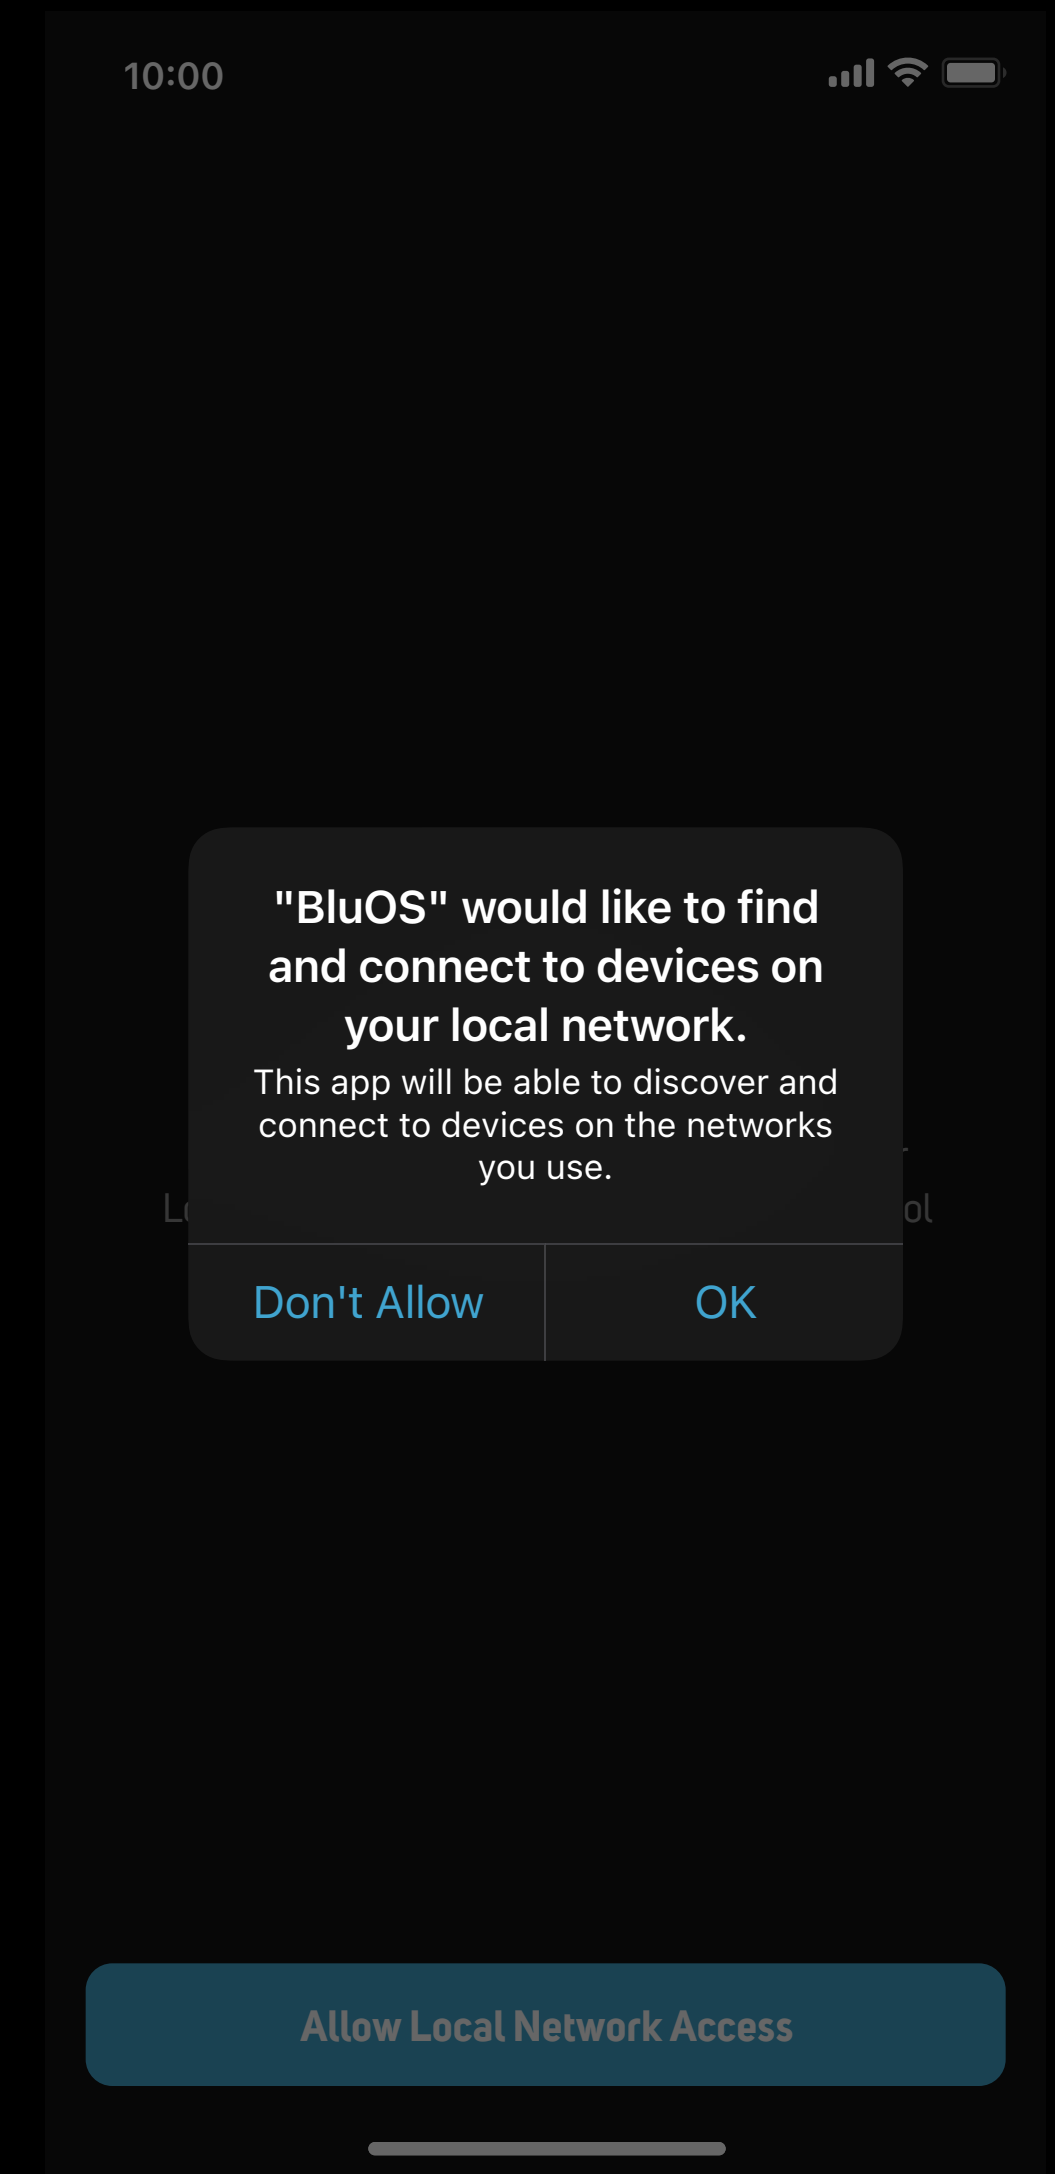 10:00
"BluOS" would like to find
and connect to devices on
your local network.
This app will be able to discover and
connect to devices on the networks
you use.
Don't Allow
OK
Allow Local Network Access